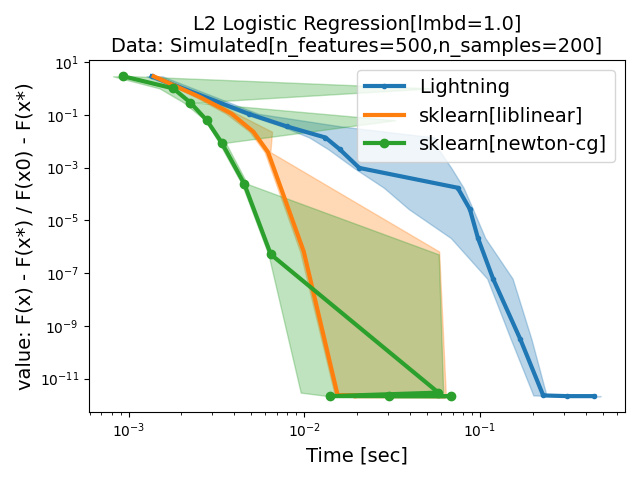 L2 Logistic Regression[lmbd=1.0]
Data: Simulated[n_features=500,n_samples=200]
value: F(x) - F(x*) / F(x0) - F(x*)
10¹
10⁻¹
10⁻³
10⁻⁵
10⁻⁷
10⁻⁹
10⁻¹¹
Lightning
sklearn[liblinear]
sklearn[newton-cg]
10⁻³
10⁻²
10⁻¹
Time [sec]